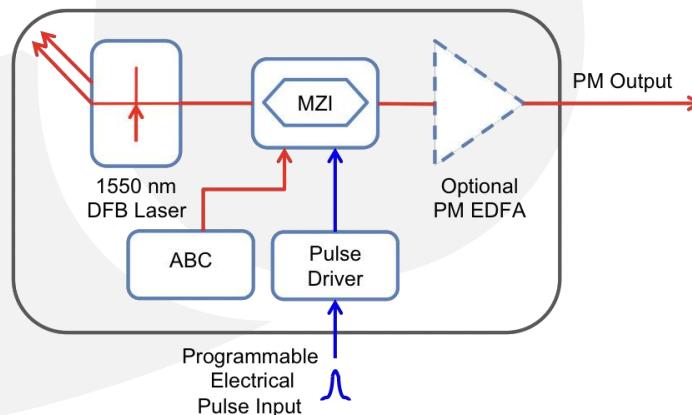 MZI
PM Output
1550 nm
DFB Laser
Optional
PM EDFA
ABC
Pulse
Driver
Programmable
Electrical
Pulse Input